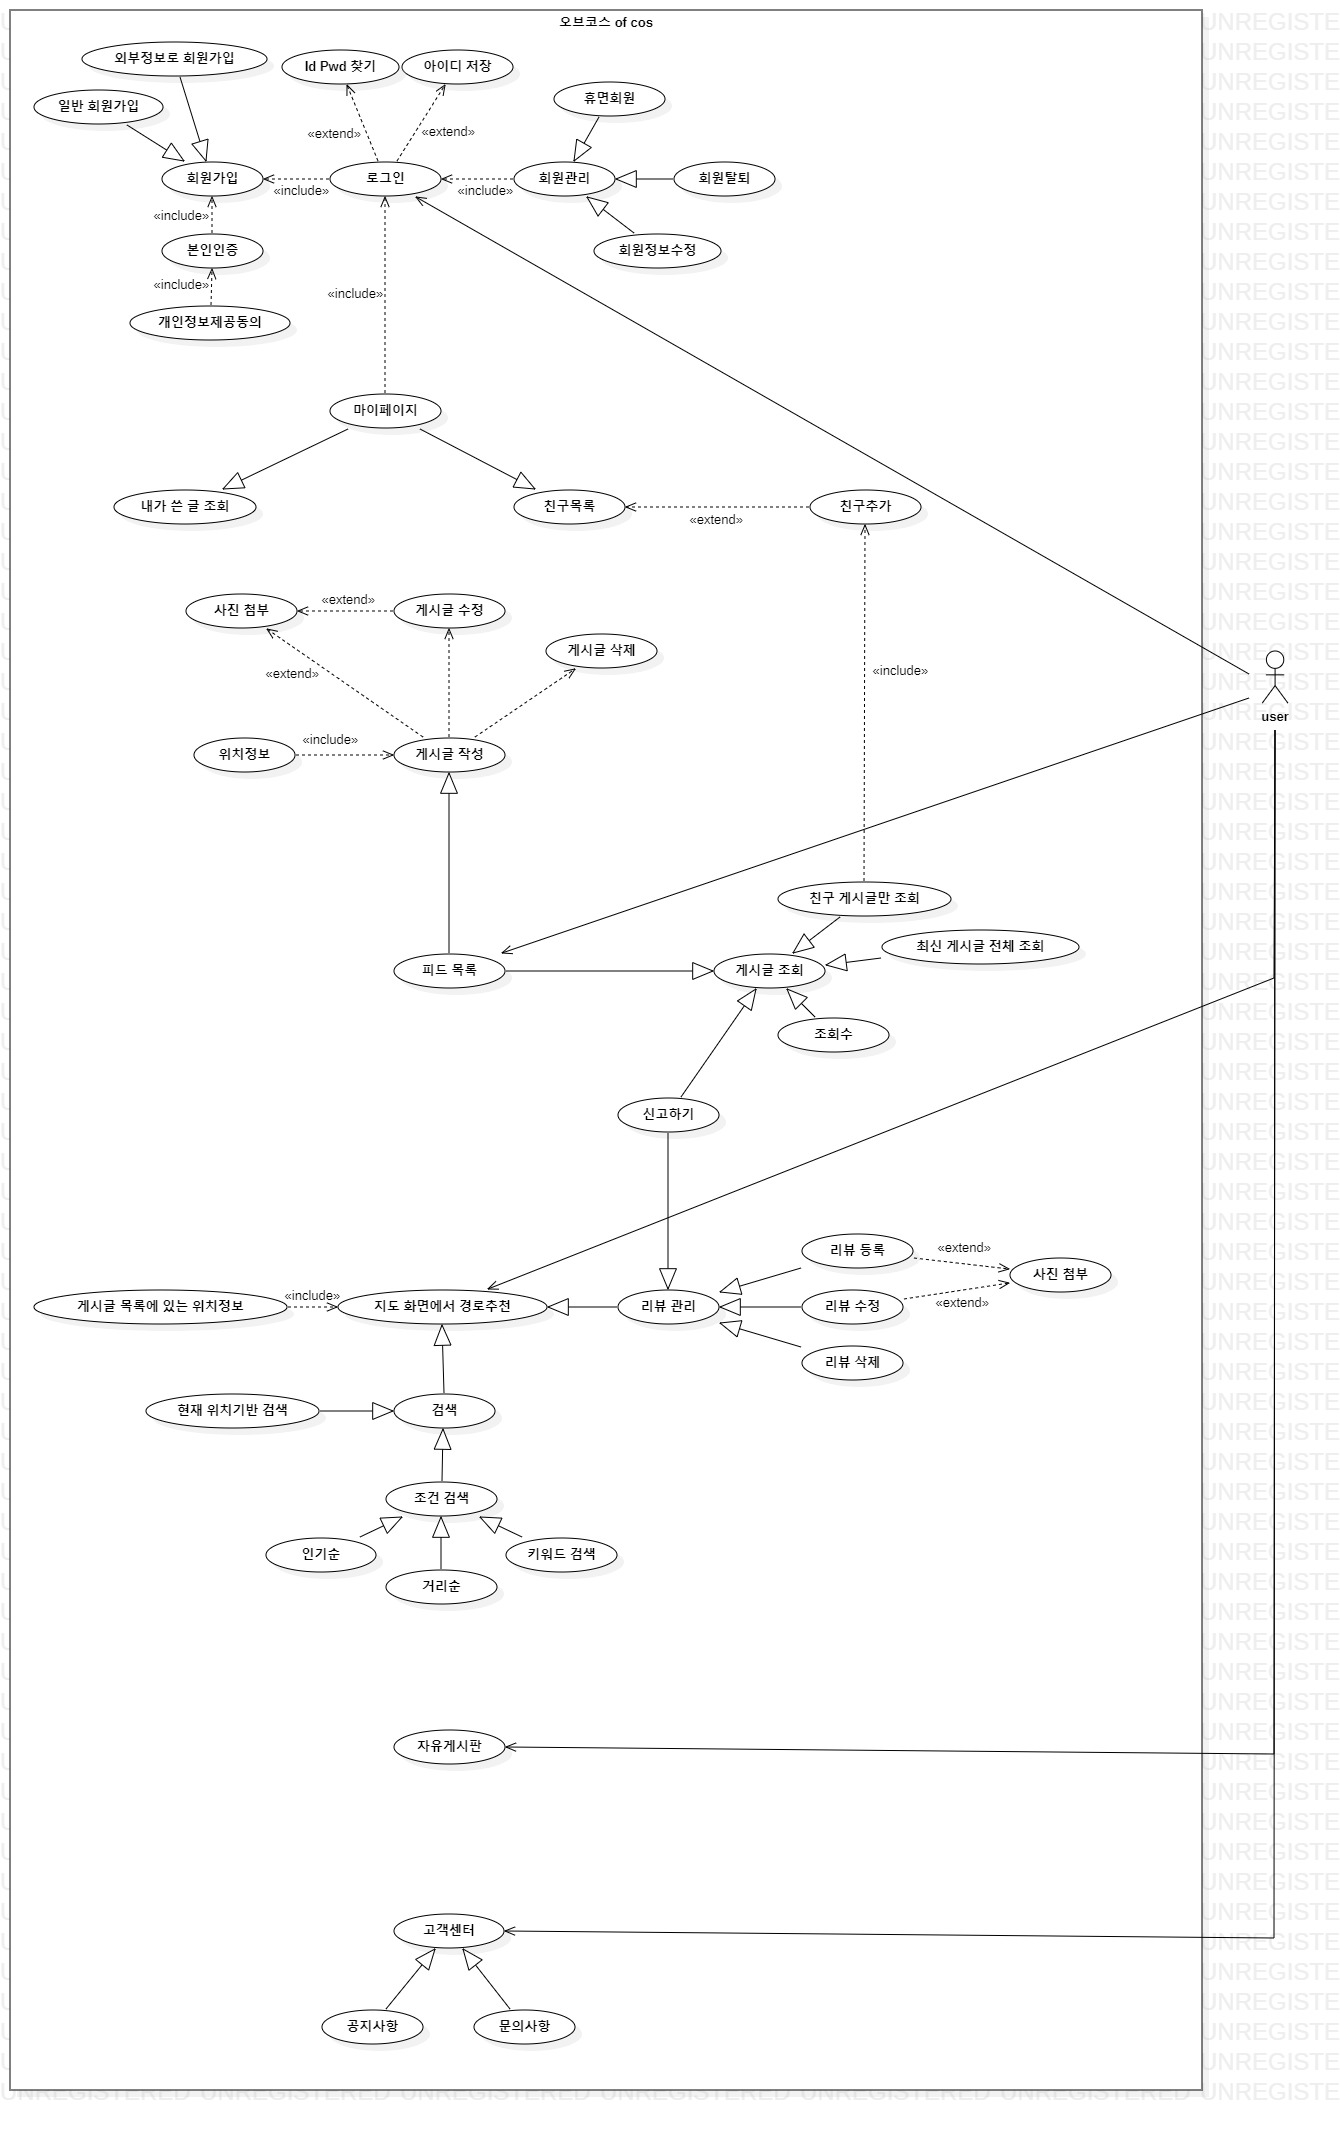 오브코스 of cos
외부정보로 회원가입
Id Pwd 찾기
아이디 저장
일반 회원가입
휴면회원
«extend»
«extend»
회원가입
«include»
로그인
«include»
회원관리
회원탈퇴
«include»
본인인증
회원정보수정
«include»
«include»
개인정보제공동의
마이페이지
내가 쓴 글 조회
친구목록
«extend»
친구추가
사진 첨부
«extend»
게시글 수정
게시글 삭제
«extend»
«include»
user
위치정보
«include»
게시글 작성
친구 게시글만 조회
최신 게시글 전체 조회
피드 목록
게시글 조회
조회수
신고하기
리뷰 등록
«extend»
사진 첨부
게시글 목록에 있는 위치정보
«include»
지도 화면에서 경로추천
리뷰 관리
리뷰 수정
«extend»
리뷰 삭제
현재 위치기반 검색
검색
조건 검색
인기순
키워드 검색
거리순
자유게시판
고객센터
공지사항
문의사항
UNREGISTERED UNREGISTERED UNREGISTERED UNREGISTERED UNREGISTERED UNREGISTERED UNREGISTE